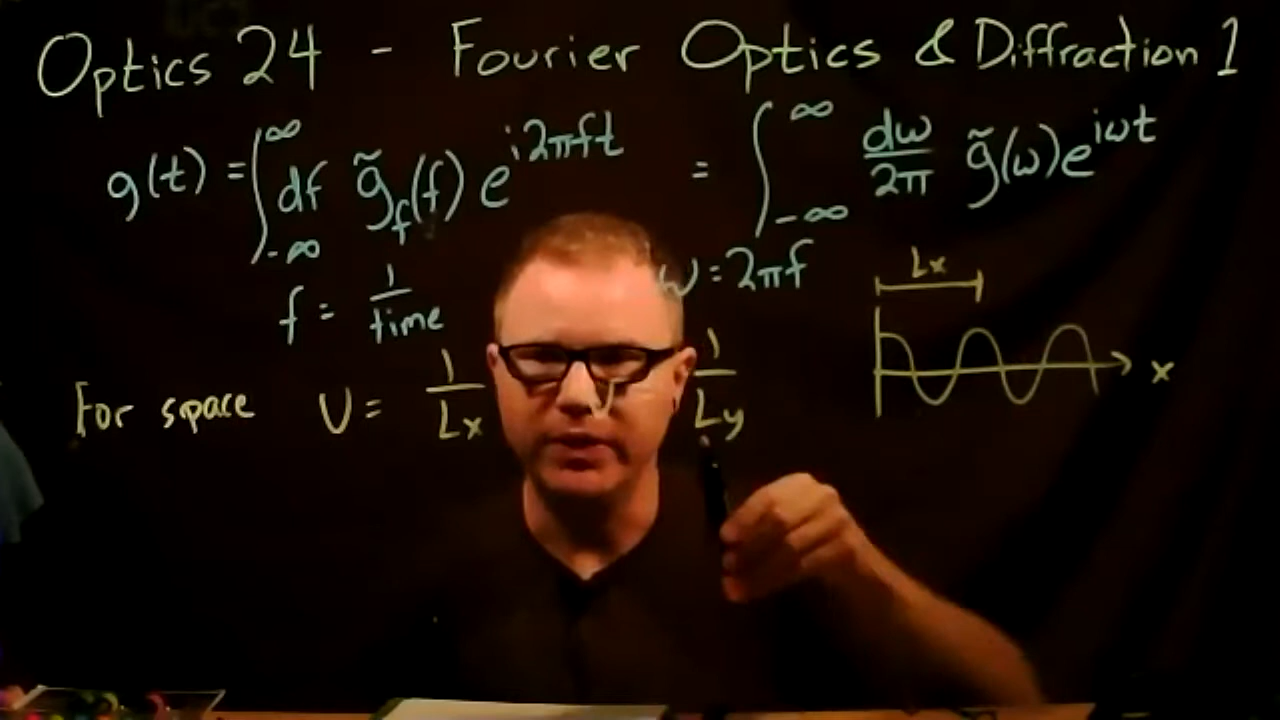 Optics 24 - Fourier Optics & Diffraction 1
g(t) = ∫_{-∞}^{∞} df g̃_f(f) e^{i2πft} = ∫_{-∞}^{∞} dω/2π g̃(ω) e^{iωt}
f = 1/time ω = 2πf
Lx
x
For space ν = 1/Lx 1/Ly